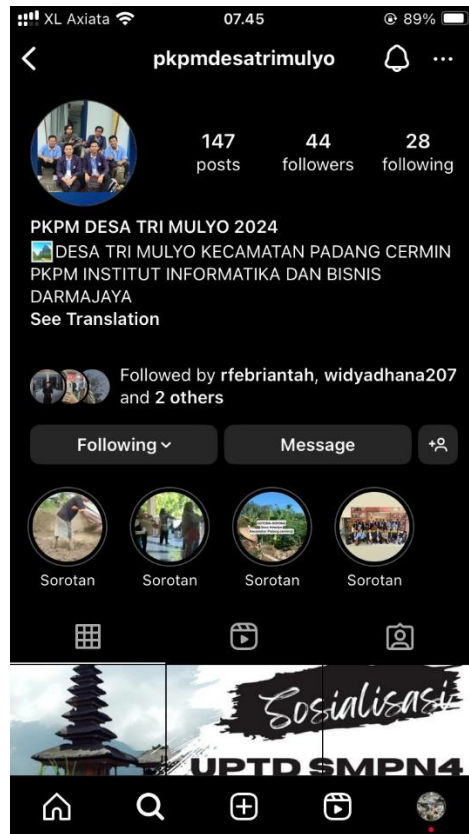 XL Axiata 07.45 89%
pkpmdesatrimulyo
147 44 28
posts followers following
PKPM DESA TRI MULYO 2024
DESA TRI MULYO KECAMATAN PADANG CERMIN
PKPM INSTITUT INFORMATIKA DAN BISNIS
DARMAJAYA
See Translation
Followed by rfebriantah, widyadhana207
and 2 others
Following Message
Sorotan Sorotan Sorotan Sorotan
Sosialisasi
UPTD SMPN4